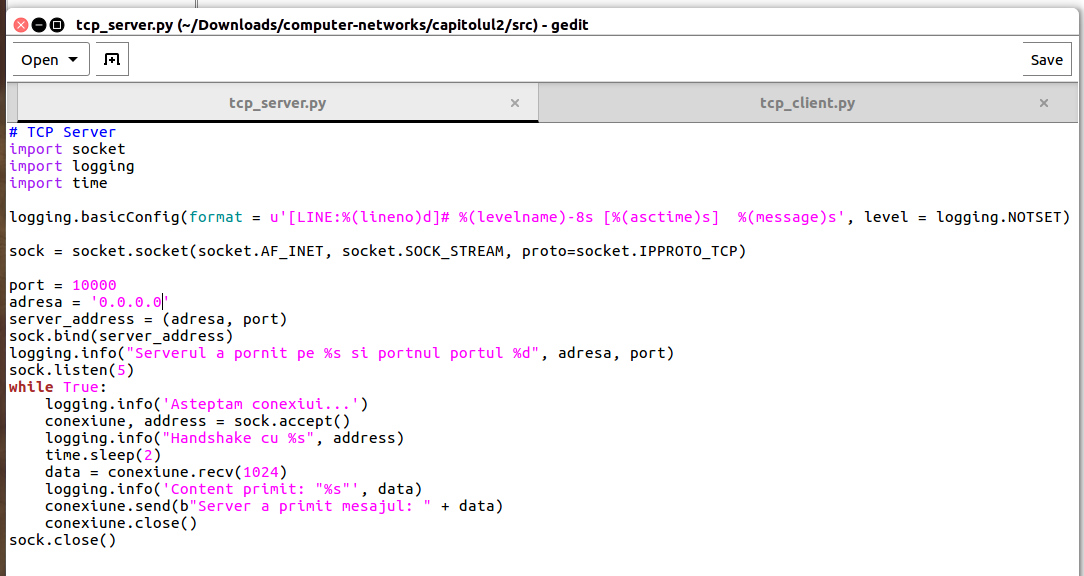 tcp_server.py (~/Downloads/computer-networks/capitolul2/src) - gedit
Open
Save
tcp_server.py × tcp_client.py ×
# TCP Server
import socket
import logging
import time

logging.basicConfig(format = u'[LINE:%(lineno)d]# %(levelname)-8s [%(asctime)s]  %(message)s', level = logging.NOTSET)

sock = socket.socket(socket.AF_INET, socket.SOCK_STREAM, proto=socket.IPPROTO_TCP)

port = 10000
adresa = '0.0.0.0'
server_address = (adresa, port)
sock.bind(server_address)
logging.info("Serverul a pornit pe %s si portnul portul %d", adresa, port)
sock.listen(5)
while True:
    logging.info('Asteptam conexiui...')
    conexiune, address = sock.accept()
    logging.info("Handshake cu %s", address)
    time.sleep(2)
    data = conexiune.recv(1024)
    logging.info('Content primit: "%s"', data)
    conexiune.send(b"Server a primit mesajul: " + data)
    conexiune.close()
sock.close()